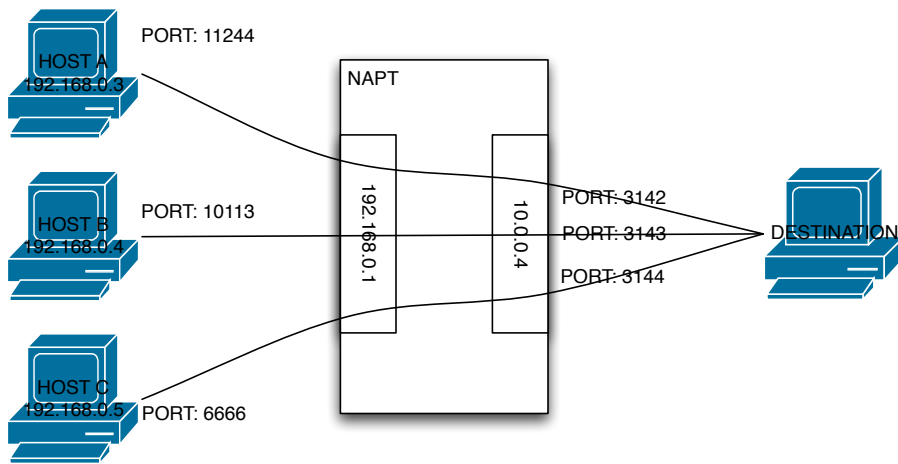 PORT: 11244
HOST A
192.168.0.3
NAPT
PORT: 10113
HOST B
192.168.0.4
192.168.0.1
10.0.0.4
PORT: 3142
PORT: 3143
PORT: 3144
DESTINATION
HOST C
192.168.0.5
PORT: 6666